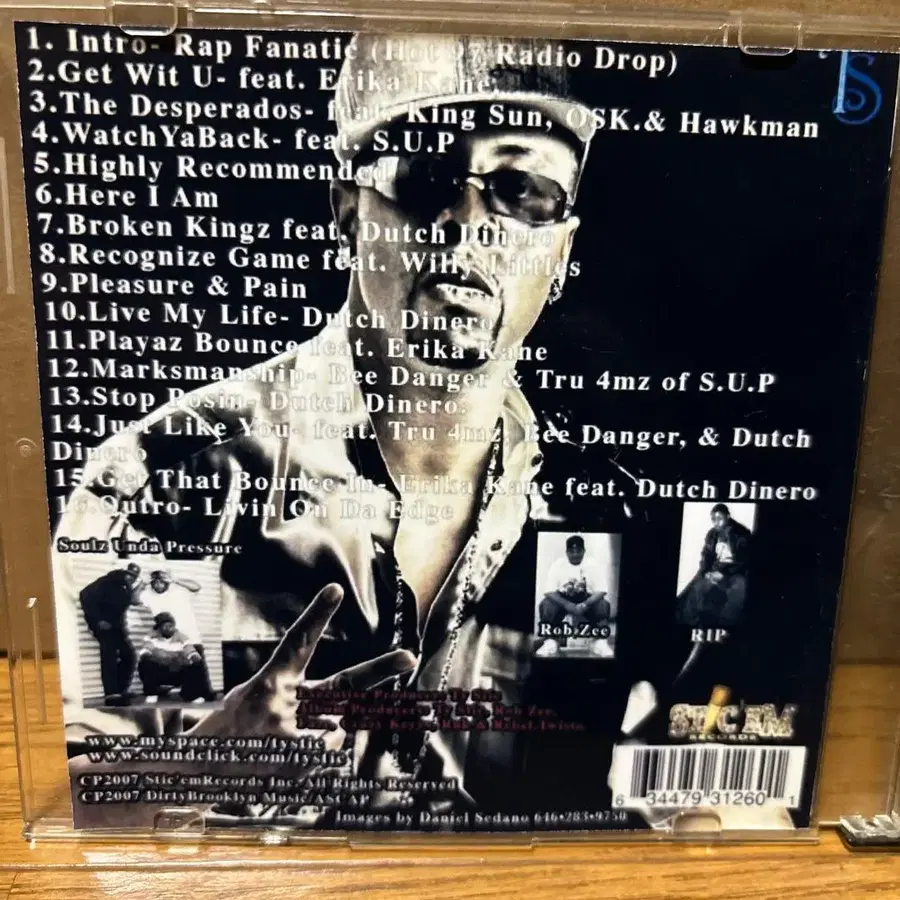 1. Intro- Rap Fanatic (Hot 97 Radio Drop)
2.Get Wit U- feat. Erika Kane
3.The Desperados- feat. King Sun, OSK.& Hawkman
4.WatchYaBack- feat. S.U.P
5.Highly Recommended
6.Here I Am
7.Broken Kingz feat. Dutch Dinero
8.Recognize Game feat. Willy Littles
9.Pleasure & Pain
10.Live My Life- Dutch Dinero
11.Playaz Bounce feat. Erika Kane
12.Marksmanship- Bee Danger & Tru 4mz of S.U.P
13.Stop Posin- Dutch Dinero.
14.Just Like You- feat. Tru 4mz, Bee Danger, & Dutch
Dinero
15.Get That Bounce In- Erika Kane feat. Dutch Dinero
16.Outro- Livin On Da Edge
TS
Soulz Unda Pressure
Rob Zee
RIP
Executive Producer: Ty Stic
Album Producers: Ty Stic, Rob Zee,
STIC'EM
RECORDS
www.myspace.com/tystic
www.soundclick.com/tystic
CP2007 Stic'emRecords Inc. All Rights Reserved
CP2007 DirtyBrooklyn Music/ASCAP
Images by Daniel Sedano 646•283•9750
6 34479 31260 1